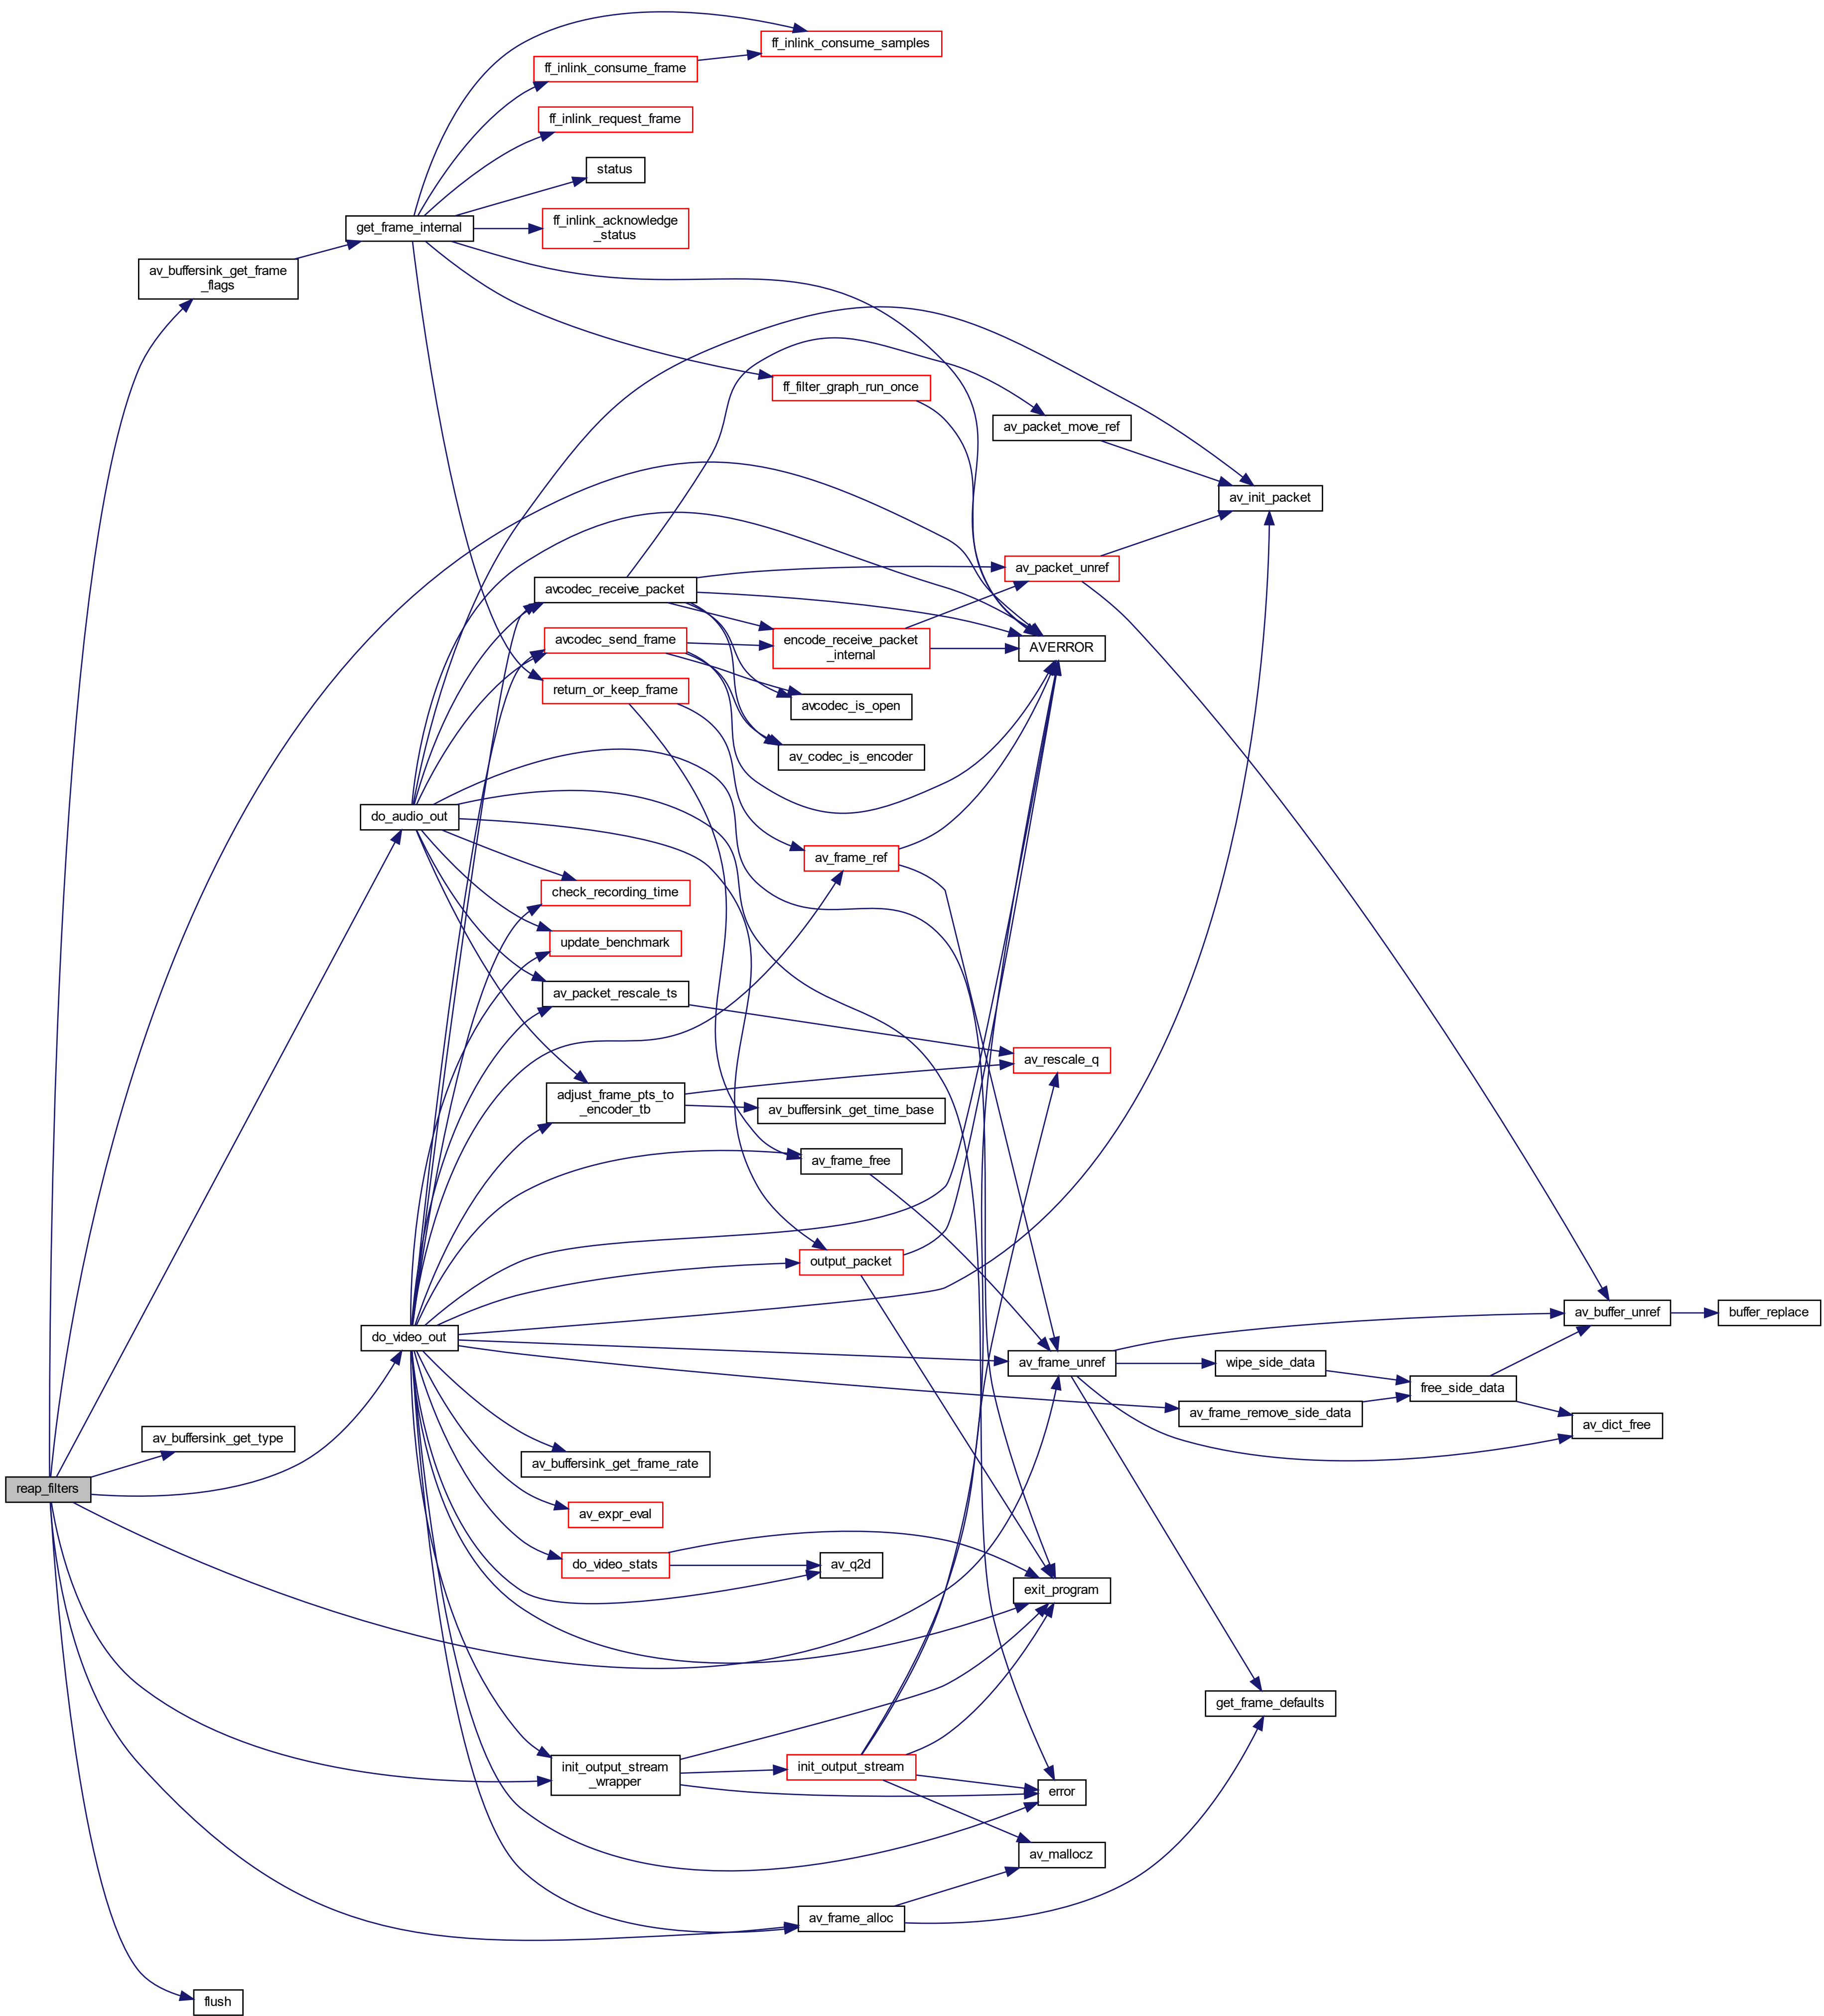 ff_inlink_consume_samples
ff_inlink_consume_frame
ff_inlink_request_frame
status
get_frame_internal
ff_inlink_acknowledge
_status
av_buffersink_get_frame
_flags
ff_filter_graph_run_once
av_packet_move_ref
av_init_packet
av_packet_unref
avcodec_receive_packet
avcodec_send_frame
encode_receive_packet
_internal
AVERROR
return_or_keep_frame
avcodec_is_open
av_codec_is_encoder
do_audio_out
av_frame_ref
check_recording_time
update_benchmark
av_packet_rescale_ts
av_rescale_q
adjust_frame_pts_to
_encoder_tb
av_buffersink_get_time_base
av_frame_free
output_packet
av_buffer_unref
buffer_replace
do_video_out
av_frame_unref
wipe_side_data
free_side_data
av_frame_remove_side_data
av_dict_free
av_buffersink_get_type
av_buffersink_get_frame_rate
reap_filters
av_expr_eval
do_video_stats
av_q2d
exit_program
get_frame_defaults
init_output_stream
_wrapper
init_output_stream
error
av_mallocz
av_frame_alloc
flush